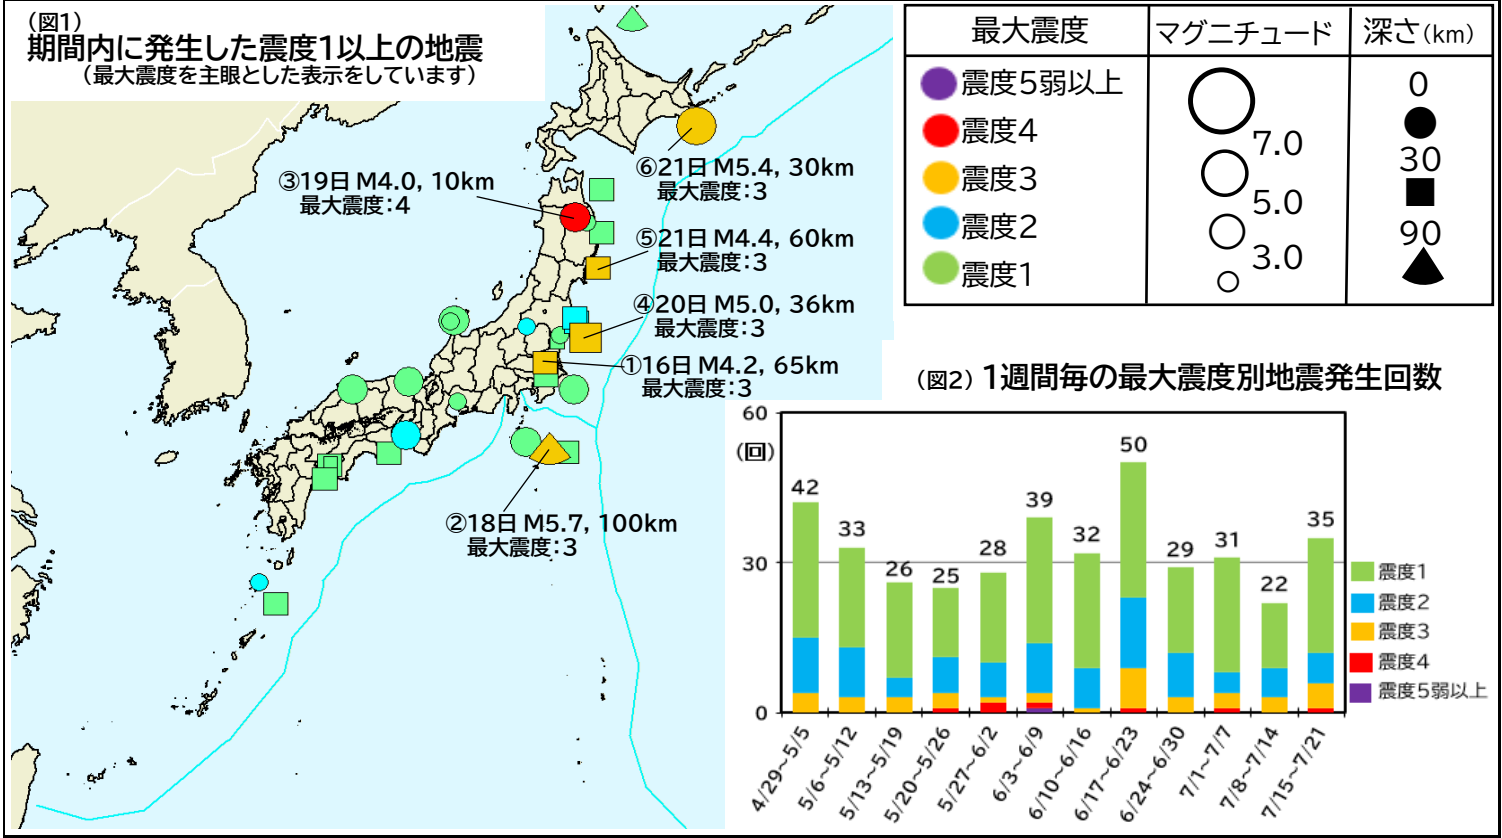 (図1)
期間内に発生した震度1以上の地震
(最大震度を主眼とした表示をしています)
③19日 M4.0, 10km
最大震度:4
⑥21日 M5.4, 30km
最大震度:3
⑤21日 M4.4, 60km
最大震度:3
④20日 M5.0, 36km
最大震度:3
①16日 M4.2, 65km
最大震度:3
②18日 M5.7, 100km
最大震度:3
最大震度
震度5弱以上
震度4
震度3
震度2
震度1
マグニチュード
7.0
5.0
3.0
深さ(km)
0
30
90
(図2) 1週間毎の最大震度別地震発生回数
60
(回)
30
0
42
33
26
25
28
39
32
50
29
31
22
35
4/29~5/5
5/6~5/12
5/13~5/19
5/20~5/26
5/27~6/2
6/3~6/9
6/10~6/16
6/17~6/23
6/24~6/30
7/1~7/7
7/8~7/14
7/15~7/21
震度1
震度2
震度3
震度4
震度5弱以上